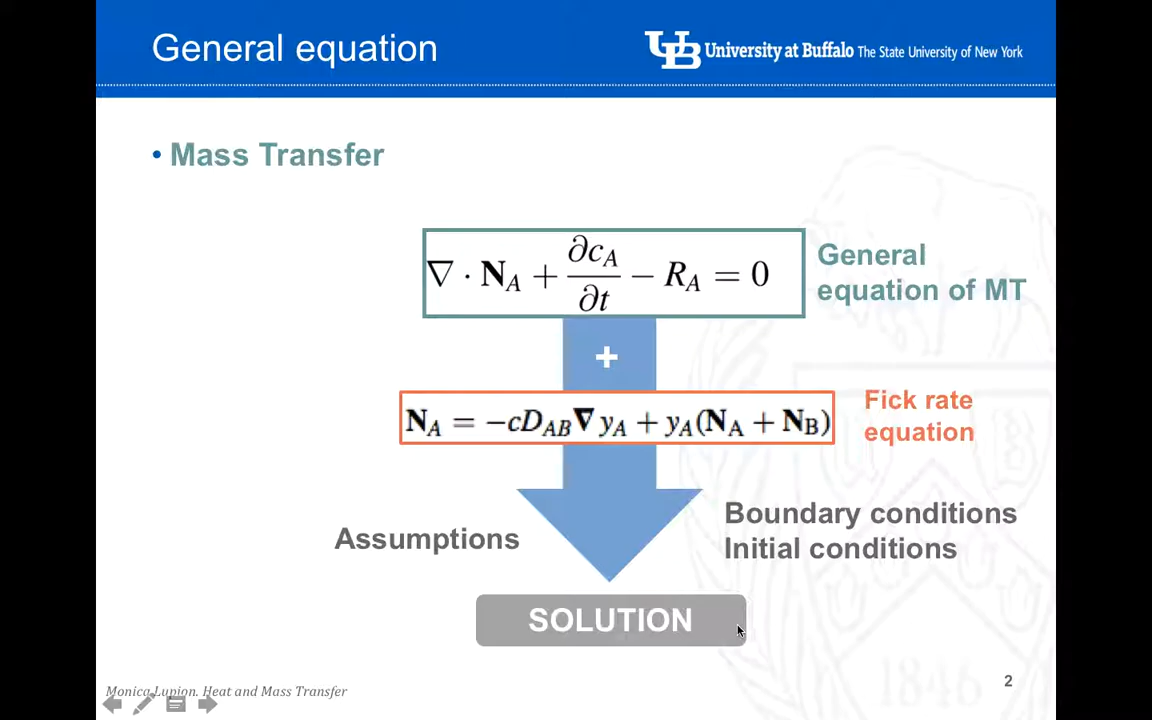 General equation
UB University at Buffalo The State University of New York
• Mass Transfer
∇ · N_A + ∂c_A/∂t − R_A = 0
General
equation of MT
+
N_A = −cD_AB∇y_A + y_A(N_A + N_B)
Fick rate
equation
Assumptions
Boundary conditions
Initial conditions
SOLUTION
Monica Lupion. Heat and Mass Transfer
2
1846